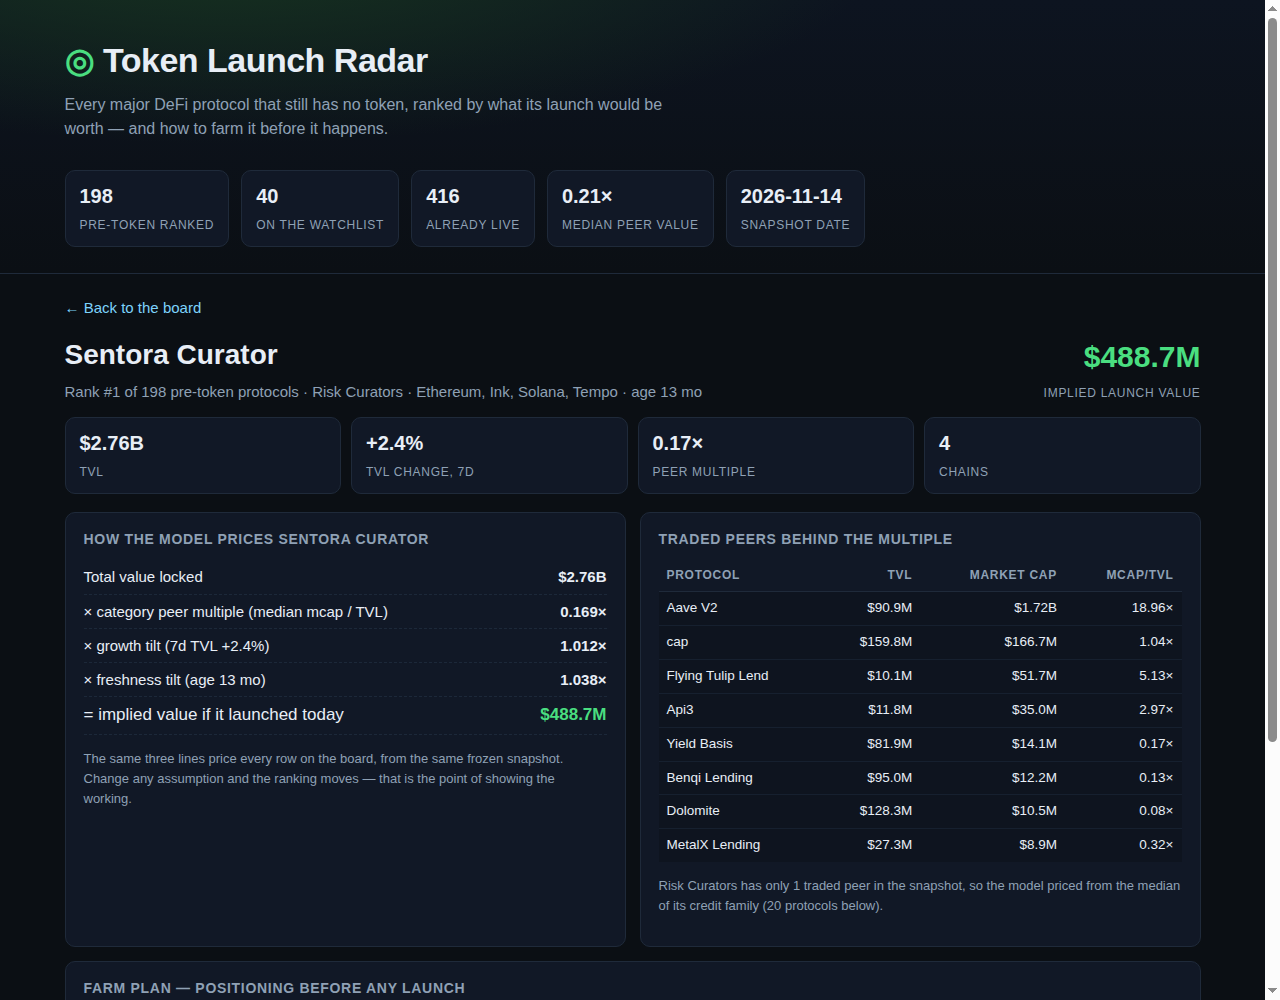 ◎ Token Launch Radar
Every major DeFi protocol that still has no token, ranked by what its launch would be
worth — and how to farm it before it happens.
198
PRE-TOKEN RANKED
40
ON THE WATCHLIST
416
ALREADY LIVE
0.21×
MEDIAN PEER VALUE
2026-11-14
SNAPSHOT DATE
← Back to the board
Sentora Curator
Rank #1 of 198 pre-token protocols · Risk Curators · Ethereum, Ink, Solana, Tempo · age 13 mo
$488.7M
IMPLIED LAUNCH VALUE
$2.76B
TVL
+2.4%
TVL CHANGE, 7D
0.17×
PEER MULTIPLE
4
CHAINS
HOW THE MODEL PRICES SENTORA CURATOR
Total value locked $2.76B
× category peer multiple (median mcap / TVL) 0.169×
× growth tilt (7d TVL +2.4%) 1.012×
× freshness tilt (age 13 mo) 1.038×
= implied value if it launched today $488.7M
The same three lines price every row on the board, from the same frozen snapshot.
Change any assumption and the ranking moves — that is the point of showing the
working.
TRADED PEERS BEHIND THE MULTIPLE
PROTOCOL TVL MARKET CAP MCAP/TVL
Aave V2 $90.9M $1.72B 18.96×
cap $159.8M $166.7M 1.04×
Flying Tulip Lend $10.1M $51.7M 5.13×
Api3 $11.8M $35.0M 2.97×
Yield Basis $81.9M $14.1M 0.17×
Benqi Lending $95.0M $12.2M 0.13×
Dolomite $128.3M $10.5M 0.08×
MetalX Lending $27.3M $8.9M 0.32×
Risk Curators has only 1 traded peer in the snapshot, so the model priced from the median
of its credit family (20 protocols below).
FARM PLAN — POSITIONING BEFORE ANY LAUNCH